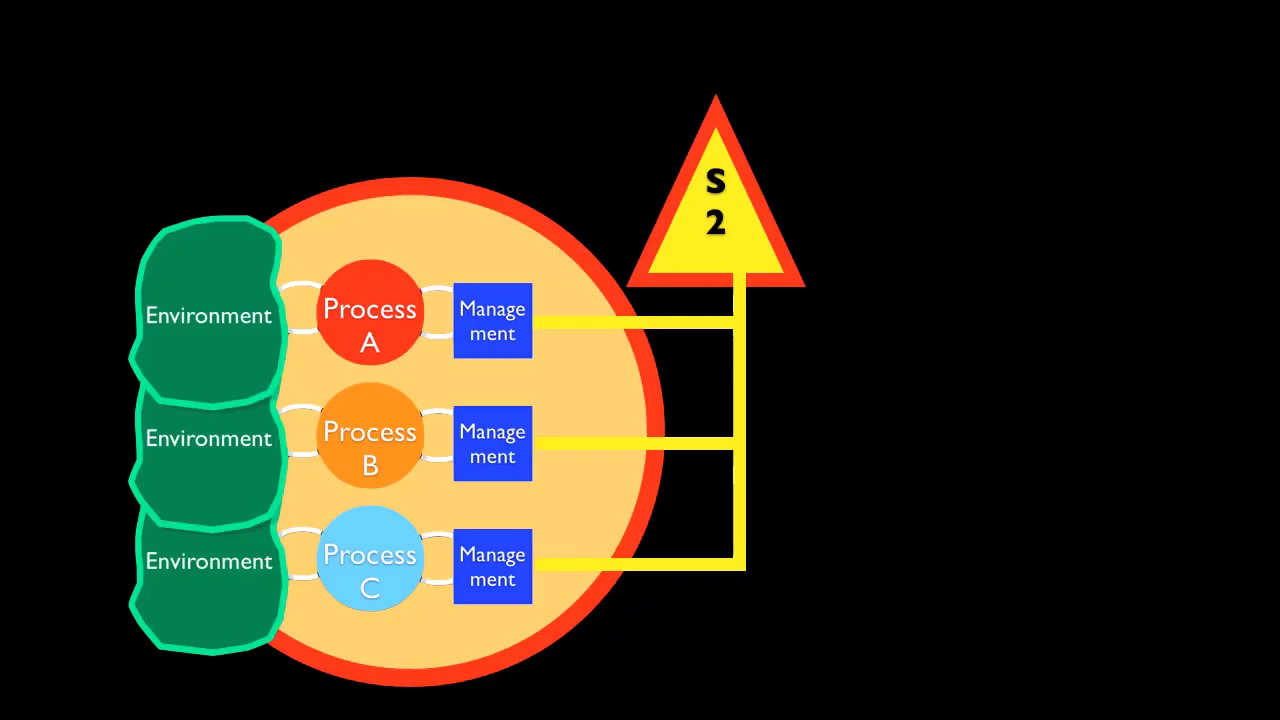 S
2
Environment
Process
A
Manage
ment
Environment
Process
B
Manage
ment
Environment
Process
C
Manage
ment